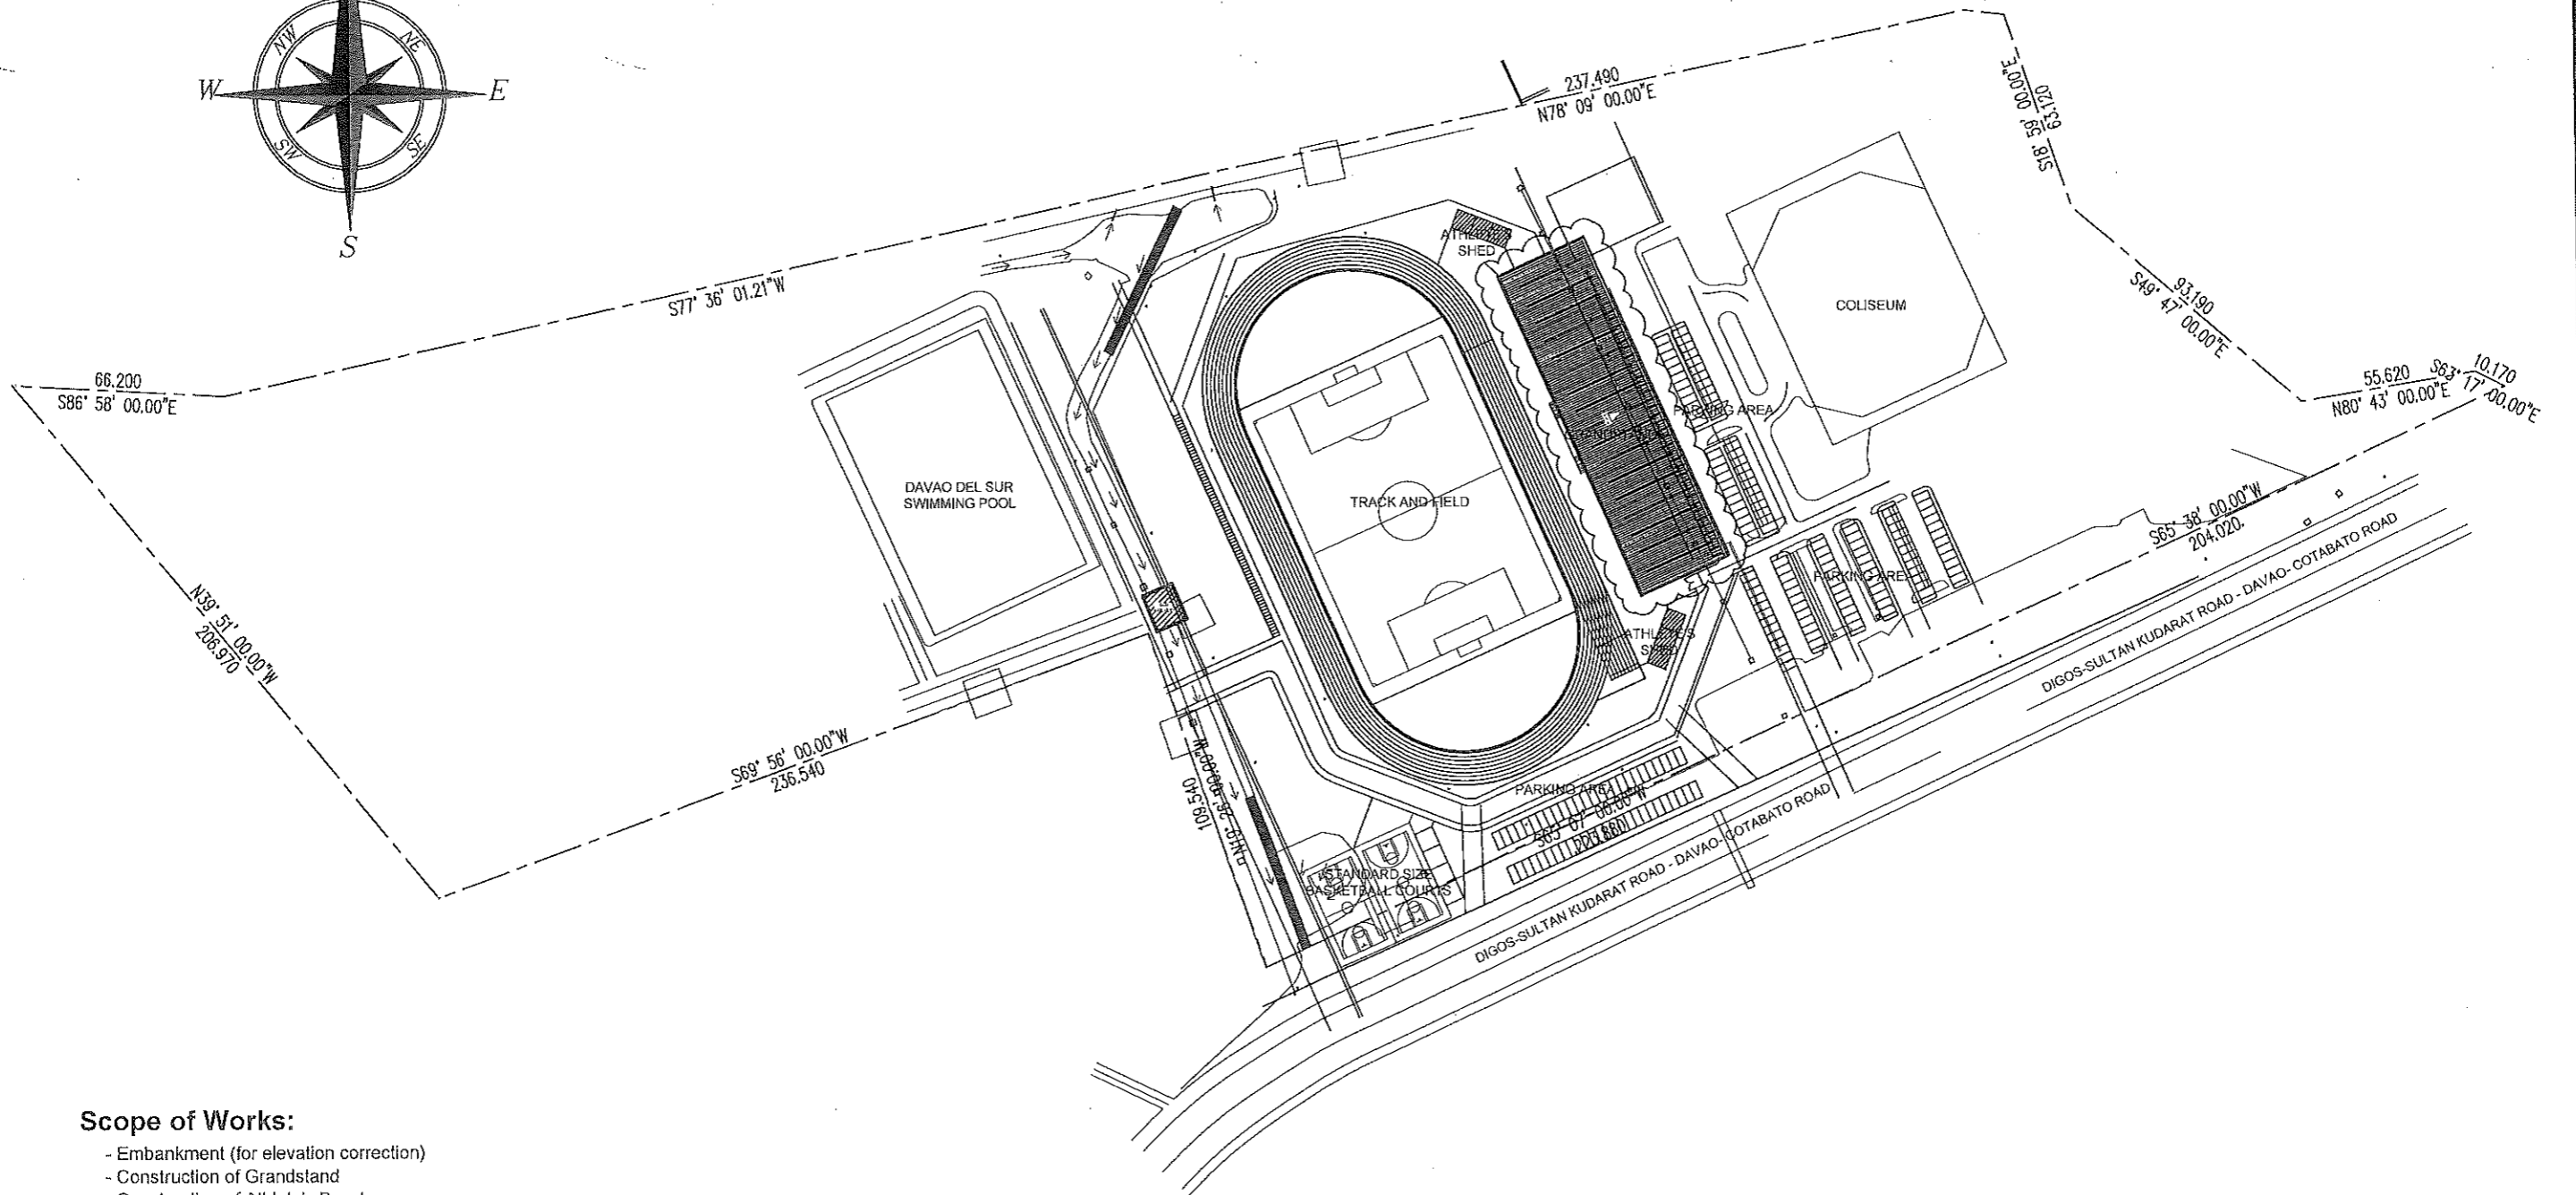 NW
NE
W
E
SW
SE
S
237.490
N78° 09' 00.00"E
S18° 59' 00.00"E
63.120
S77° 36' 01.21"W
66.200
S86° 58' 00.00"E
93.190
S49° 47' 00.00"E
55.620
N80° 43' 00.00"E
10.170
S63° 17' 00.00"E
SHED
COLISEUM
PARKING AREA
DAVAO DEL SUR
SWIMMING POOL
TRACK AND FIELD
S65° 38' 00.00"W
204.020
PARKING AREA
DIGOS-SULTAN KUDARAT ROAD - DAVAO- COTABATO ROAD
N39° 51' 00.00"W
206.970
S69° 56' 00.00"W
236.540
109.540
PARKING AREA
STANDARD SIZE
BASKETBALL COURTS
DIGOS-SULTAN KUDARAT ROAD - DAVAO- COTABATO ROAD
Scope of Works:
- Embankment (for elevation correction)
- Construction of Grandstand